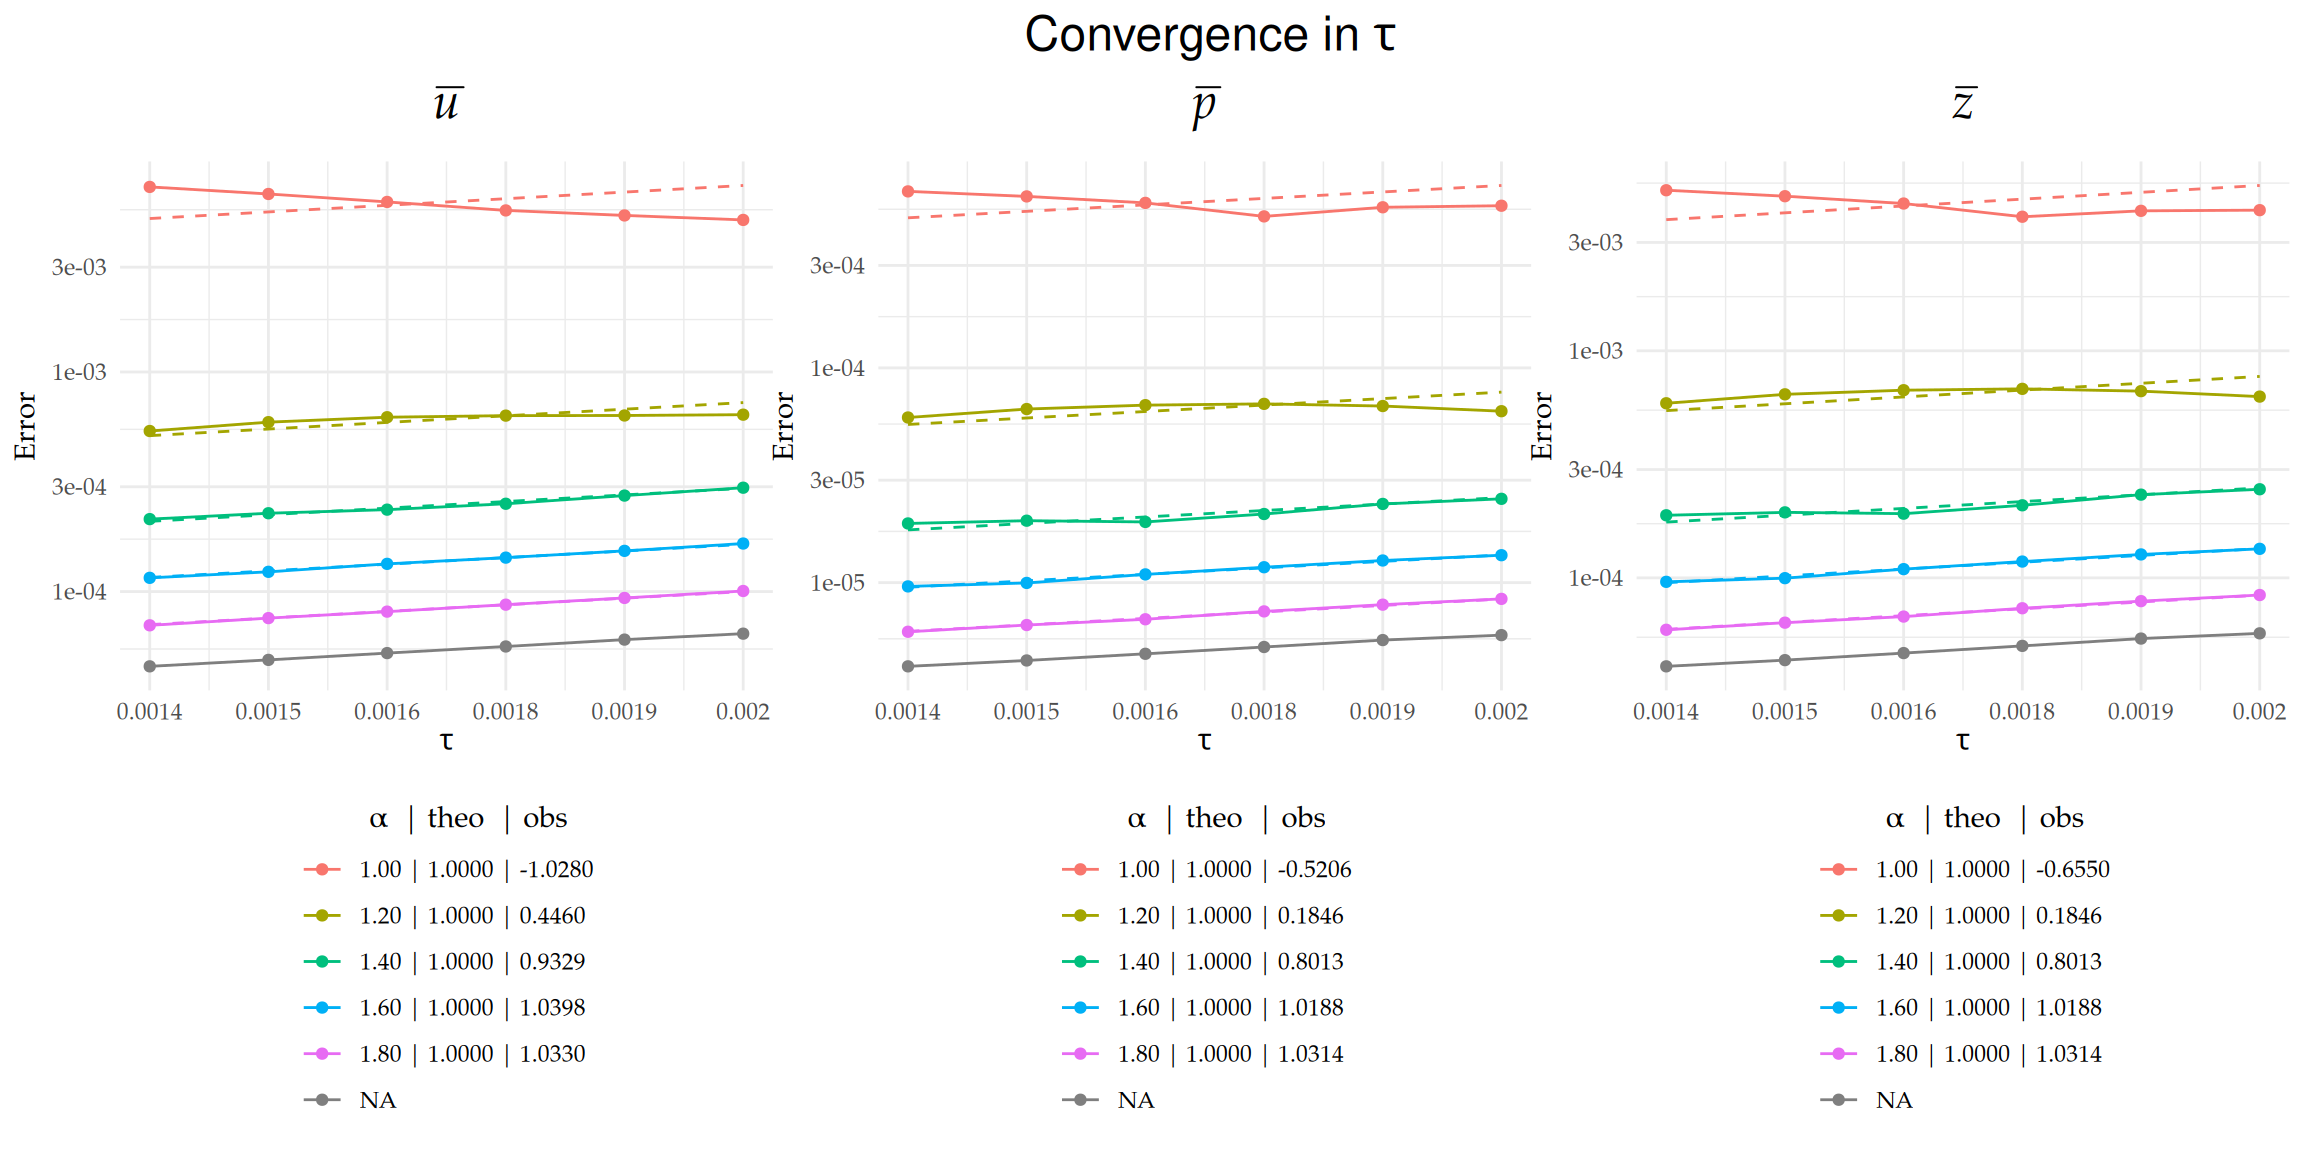 Convergence in τ
u̅
p̅
z̅
Error
3e-03
1e-03
3e-04
1e-04
0.0014 0.0015 0.0016 0.0018 0.0019 0.002
τ
α | theo | obs
1.00 | 1.0000 | -1.0280
1.20 | 1.0000 | 0.4460
1.40 | 1.0000 | 0.9329
1.60 | 1.0000 | 1.0398
1.80 | 1.0000 | 1.0330
NA
Error
3e-04
1e-04
3e-05
1e-05
0.0014 0.0015 0.0016 0.0018 0.0019 0.002
τ
α | theo | obs
1.00 | 1.0000 | -0.5206
1.20 | 1.0000 | 0.1846
1.40 | 1.0000 | 0.8013
1.60 | 1.0000 | 1.0188
1.80 | 1.0000 | 1.0314
NA
Error
3e-03
1e-03
3e-04
1e-04
0.0014 0.0015 0.0016 0.0018 0.0019 0.002
τ
α | theo | obs
1.00 | 1.0000 | -0.6550
1.20 | 1.0000 | 0.1846
1.40 | 1.0000 | 0.8013
1.60 | 1.0000 | 1.0188
1.80 | 1.0000 | 1.0314
NA